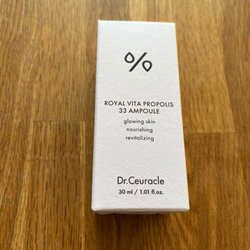 %
ROYAL VITA PROPOLIS
33 AMPOULE
glowing skin
nourishing
revitalizing
Dr.Ceuracle
30 ml / 1.01 fl.oz.